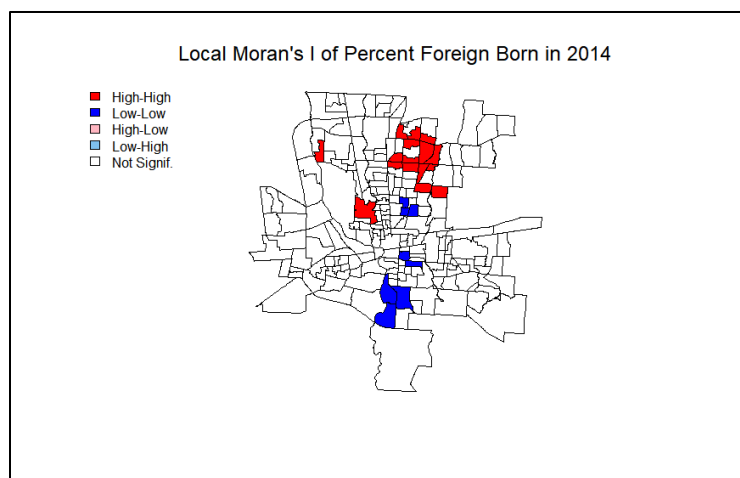 Local Moran's I of Percent Foreign Born in 2014
High-High
Low-Low
High-Low
Low-High
Not Signif.